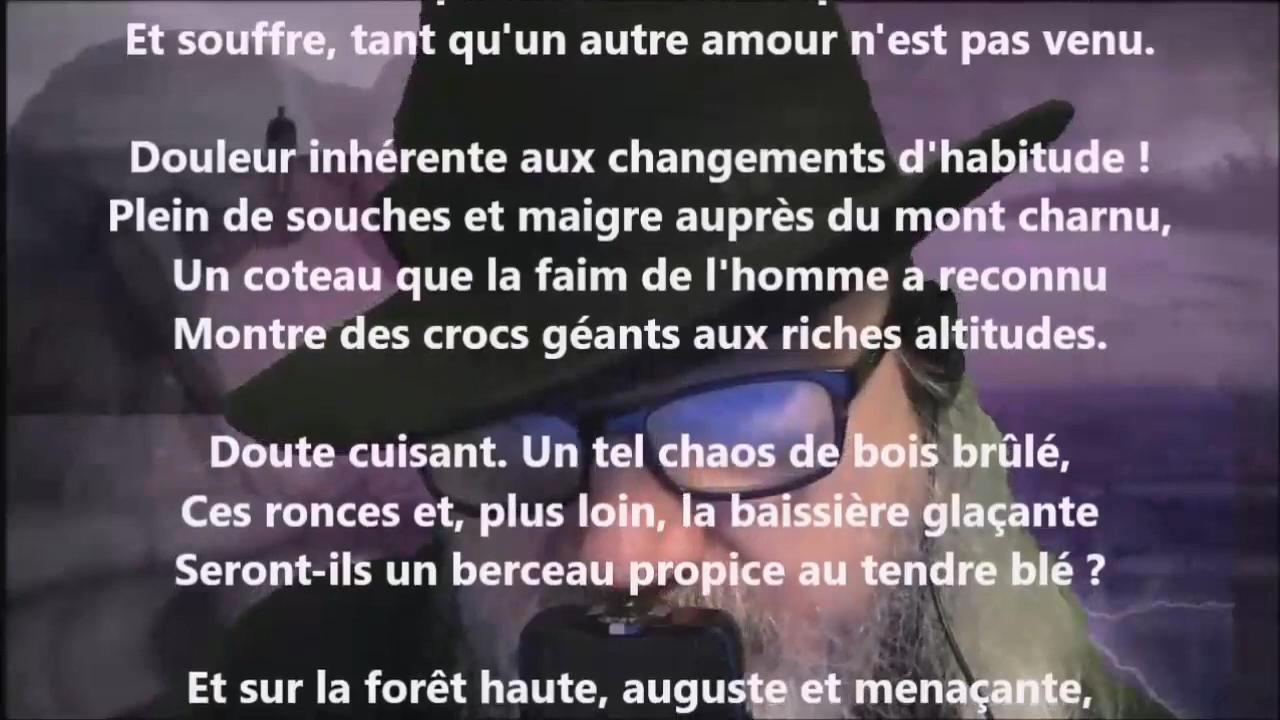 Et souffre, tant qu'un autre amour n'est pas venu.
Douleur inhérente aux changements d'habitude !
Plein de souches et maigre auprès du mont charnu,
Un coteau que la faim de l'homme a reconnu
Montre des crocs géants aux riches altitudes.
Doute cuisant. Un tel chaos de bois brûlé,
Ces ronces et, plus loin, la baissière glaçante
Seront-ils un berceau propice au tendre blé ?
Et sur la forêt haute, auguste et menaçante,